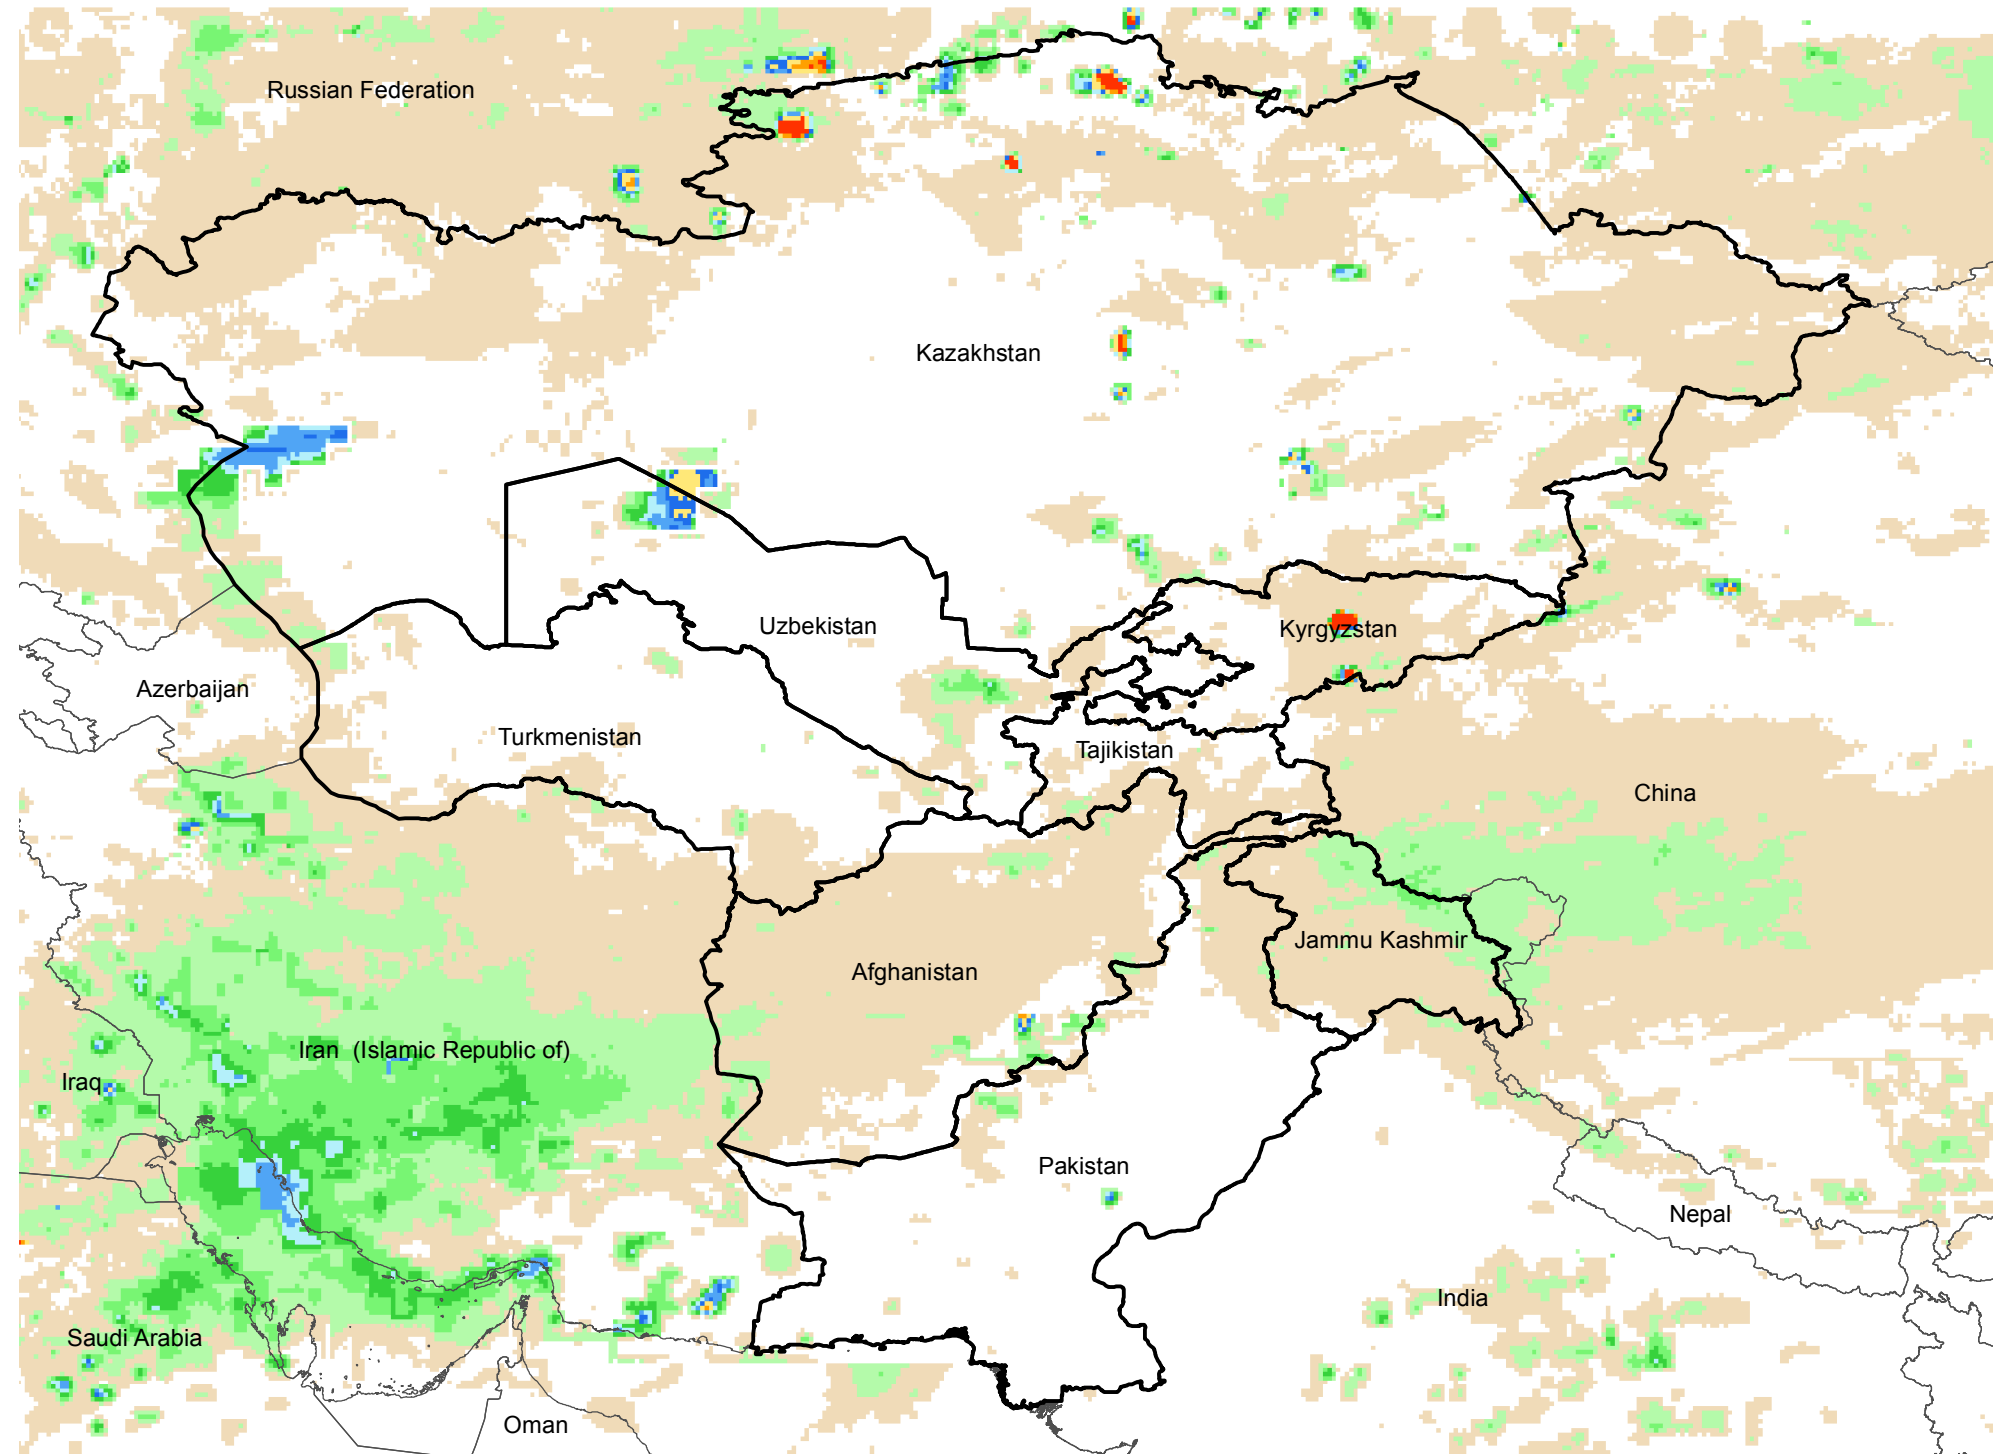 Russian Federation
Kazakhstan
Uzbekistan
Kyrgyzstan
Azerbaijan
Turkmenistan
Tajikistan
China
Jammu Kashmir
Afghanistan
Iran  (Islamic Republic of)
Iraq
Pakistan
Nepal
India
Saudi Arabia
Oman